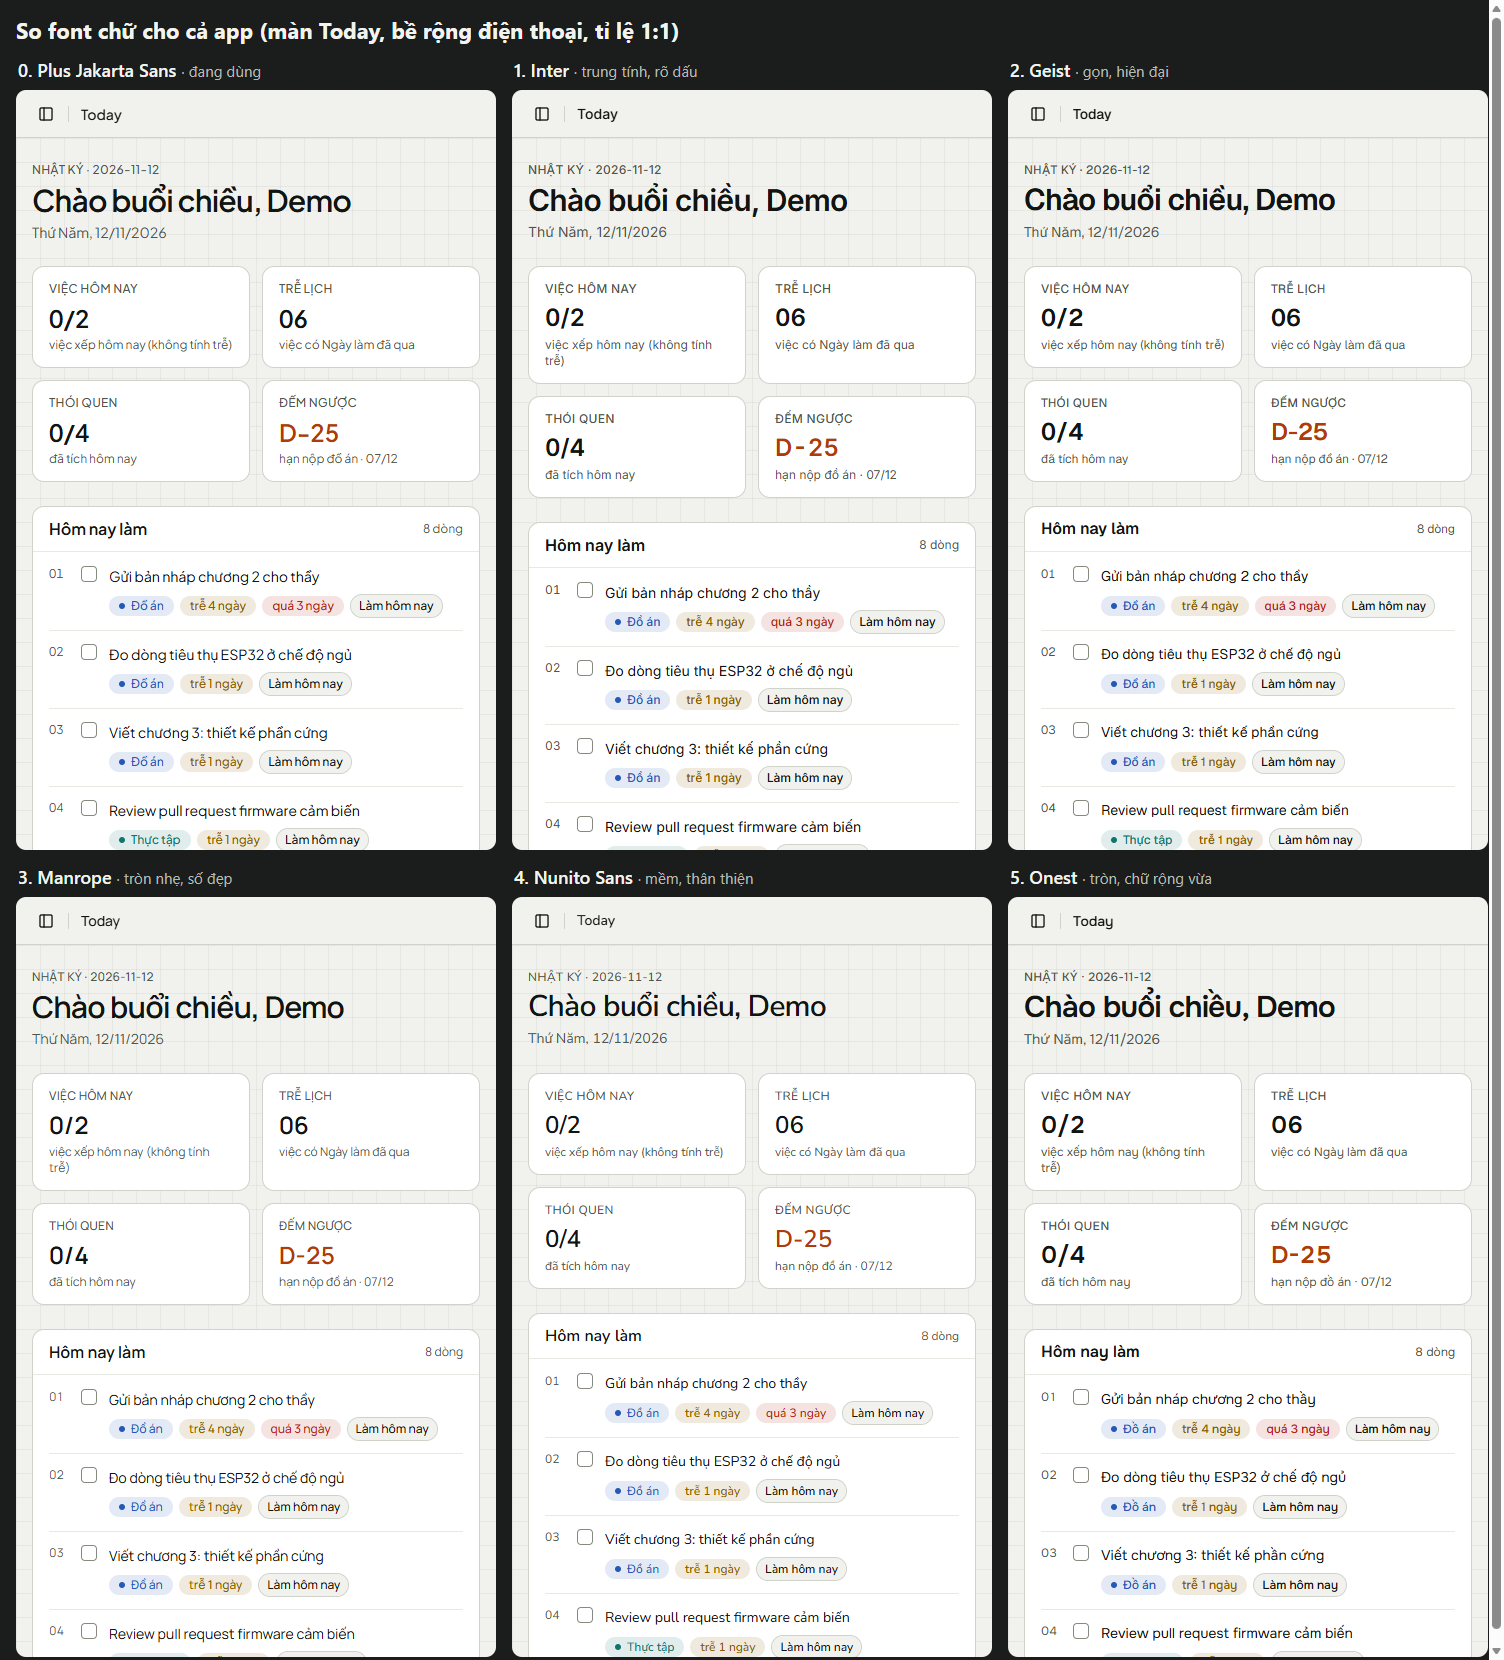 So font chữ cho cả app (màn Today, bề rộng điện thoại, tỉ lệ 1:1)
0. Plus Jakarta Sans · đang dùng
Today
NHẬT KÝ · 2026-11-12
Chào buổi chiều, Demo
Thứ Năm, 12/11/2026
VIỆC HÔM NAY
0/2
việc xếp hôm nay (không tính trễ)
TRỄ LỊCH
06
việc có Ngày làm đã qua
THÓI QUEN
0/4
đã tích hôm nay
ĐẾM NGƯỢC
D-25
hạn nộp đồ án · 07/12
Hôm nay làm
8 dòng
01 Gửi bản nháp chương 2 cho thầy
• Đồ án trễ 4 ngày quá 3 ngày Làm hôm nay
02 Đo dòng tiêu thụ ESP32 ở chế độ ngủ
• Đồ án trễ 1 ngày Làm hôm nay
03 Viết chương 3: thiết kế phần cứng
• Đồ án trễ 1 ngày Làm hôm nay
04 Review pull request firmware cảm biến
• Thực tập trễ 1 ngày Làm hôm nay
1. Inter · trung tính, rõ dấu
Today
NHẬT KÝ · 2026-11-12
Chào buổi chiều, Demo
Thứ Năm, 12/11/2026
VIỆC HÔM NAY
0/2
việc xếp hôm nay (không tính
trễ)
TRỄ LỊCH
06
việc có Ngày làm đã qua
THÓI QUEN
0/4
đã tích hôm nay
ĐẾM NGƯỢC
D-25
hạn nộp đồ án · 07/12
Hôm nay làm
8 dòng
01 Gửi bản nháp chương 2 cho thầy
• Đồ án trễ 4 ngày quá 3 ngày Làm hôm nay
02 Đo dòng tiêu thụ ESP32 ở chế độ ngủ
• Đồ án trễ 1 ngày Làm hôm nay
03 Viết chương 3: thiết kế phần cứng
• Đồ án trễ 1 ngày Làm hôm nay
04 Review pull request firmware cảm biến
2. Geist · gọn, hiện đại
Today
NHẬT KÝ · 2026-11-12
Chào buổi chiều, Demo
Thứ Năm, 12/11/2026
VIỆC HÔM NAY
0/2
việc xếp hôm nay (không tính trễ)
TRỄ LỊCH
06
việc có Ngày làm đã qua
THÓI QUEN
0/4
đã tích hôm nay
ĐẾM NGƯỢC
D-25
hạn nộp đồ án · 07/12
Hôm nay làm
8 dòng
01 Gửi bản nháp chương 2 cho thầy
• Đồ án trễ 4 ngày quá 3 ngày Làm hôm nay
02 Đo dòng tiêu thụ ESP32 ở chế độ ngủ
• Đồ án trễ 1 ngày Làm hôm nay
03 Viết chương 3: thiết kế phần cứng
• Đồ án trễ 1 ngày Làm hôm nay
04 Review pull request firmware cảm biến
• Thực tập trễ 1 ngày Làm hôm nay
3. Manrope · tròn nhẹ, số đẹp
Today
NHẬT KÝ · 2026-11-12
Chào buổi chiều, Demo
Thứ Năm, 12/11/2026
VIỆC HÔM NAY
0/2
việc xếp hôm nay (không tính
trễ)
TRỄ LỊCH
06
việc có Ngày làm đã qua
THÓI QUEN
0/4
đã tích hôm nay
ĐẾM NGƯỢC
D-25
hạn nộp đồ án · 07/12
Hôm nay làm
8 dòng
01 Gửi bản nháp chương 2 cho thầy
• Đồ án trễ 4 ngày quá 3 ngày Làm hôm nay
02 Đo dòng tiêu thụ ESP32 ở chế độ ngủ
• Đồ án trễ 1 ngày Làm hôm nay
03 Viết chương 3: thiết kế phần cứng
• Đồ án trễ 1 ngày Làm hôm nay
04 Review pull request firmware cảm biến
4. Nunito Sans · mềm, thân thiện
Today
NHẬT KÝ · 2026-11-12
Chào buổi chiều, Demo
Thứ Năm, 12/11/2026
VIỆC HÔM NAY
0/2
việc xếp hôm nay (không tính trễ)
TRỄ LỊCH
06
việc có Ngày làm đã qua
THÓI QUEN
0/4
đã tích hôm nay
ĐẾM NGƯỢC
D-25
hạn nộp đồ án · 07/12
Hôm nay làm
8 dòng
01 Gửi bản nháp chương 2 cho thầy
• Đồ án trễ 4 ngày quá 3 ngày Làm hôm nay
02 Đo dòng tiêu thụ ESP32 ở chế độ ngủ
• Đồ án trễ 1 ngày Làm hôm nay
03 Viết chương 3: thiết kế phần cứng
• Đồ án trễ 1 ngày Làm hôm nay
04 Review pull request firmware cảm biến
• Thực tập trễ 1 ngày Làm hôm nay
5. Onest · tròn, chữ rộng vừa
Today
NHẬT KÝ · 2026-11-12
Chào buổi chiều, Demo
Thứ Năm, 12/11/2026
VIỆC HÔM NAY
0/2
việc xếp hôm nay (không tính
trễ)
TRỄ LỊCH
06
việc có Ngày làm đã qua
THÓI QUEN
0/4
đã tích hôm nay
ĐẾM NGƯỢC
D-25
hạn nộp đồ án · 07/12
Hôm nay làm
8 dòng
01 Gửi bản nháp chương 2 cho thầy
• Đồ án trễ 4 ngày quá 3 ngày Làm hôm nay
02 Đo dòng tiêu thụ ESP32 ở chế độ ngủ
• Đồ án trễ 1 ngày Làm hôm nay
03 Viết chương 3: thiết kế phần cứng
• Đồ án trễ 1 ngày Làm hôm nay
04 Review pull request firmware cảm biến